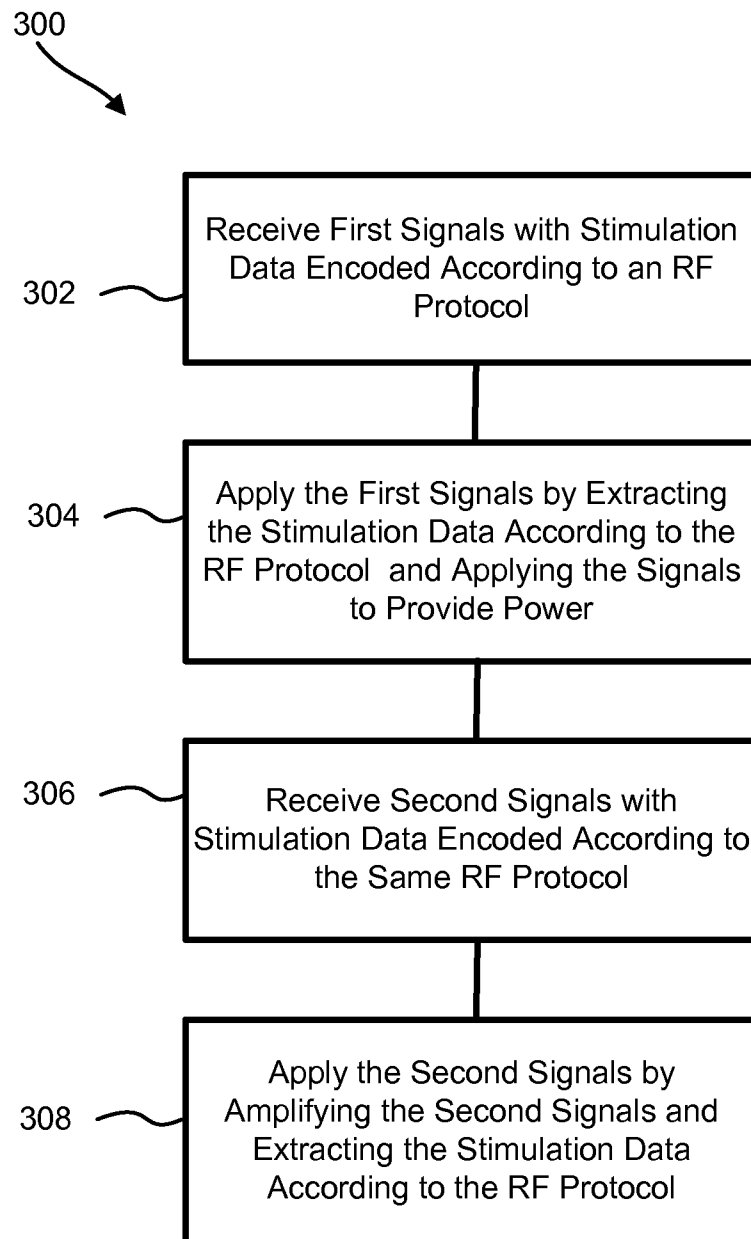 300
Receive First Signals with Stimulation
Data Encoded According to an RF
Protocol
302
Apply the First Signals by Extracting
the Stimulation Data According to the
RF Protocol and Applying the Signals
to Provide Power
304
Receive Second Signals with
Stimulation Data Encoded According to
the Same RF Protocol
306
Apply the Second Signals by
Amplifying the Second Signals and
Extracting the Stimulation Data
According to the RF Protocol
308